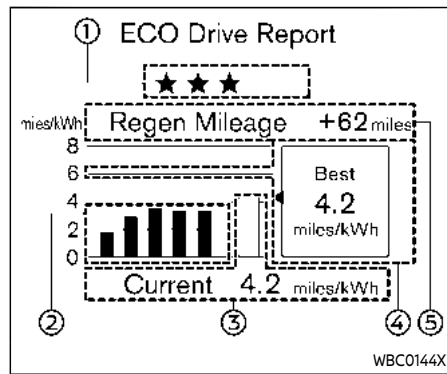 ① ECO Drive Report
★ ★ ★
Regen Mileage +62 miles
mies/kWh
8
6
4
2
0
Best
4.2
miles/kWh
Current 4.2 miles/kWh
② ③ ④ ⑤
WBC0144X